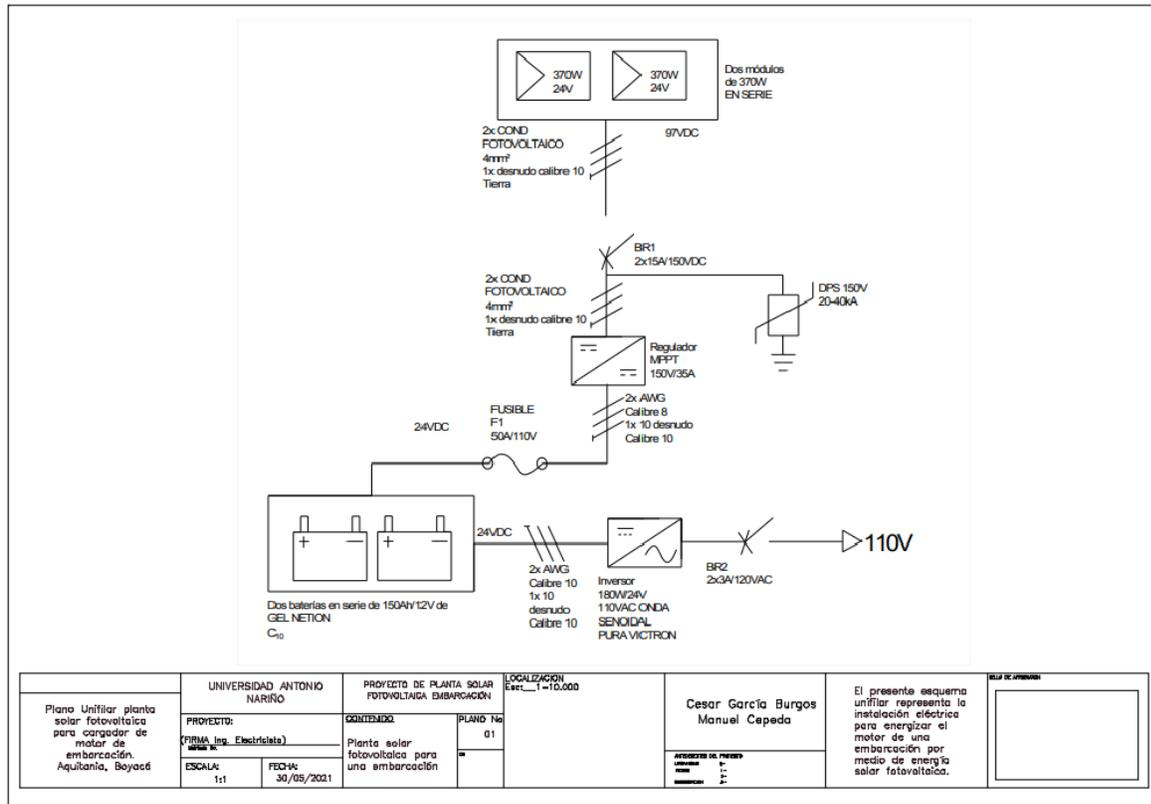 370W
24V
370W
24V
Dos módulos
de 370W
EN SERIE
2x COND
FOTOVOLTAICO
4mm²
1x desnudo calibre 10
Tierra
97VDC
BIR1
2x15A/150VDC
2x COND
FOTOVOLTAICO
4mm²
1x desnudo calibre 10
Tierra
DPS 150V
20-40kA
Regulador
MPPT
150V/35A
2x AWG
Calibre 8
1x 10 desnudo
Calibre 10
24VDC
FUSIBLE
F1
50A/110V
24VDC
2x AWG
Calibre 10
1x 10
desnudo
Calibre 10
Inversor
180W/24V
110VAC ONDA
SENOIDAL
PURA VICTRON
BIR2
2x3A/120VAC
110V
Dos baterías en serie de 150Ah/12V de
GEL NETION
C10
Plano Unifilar planta
solar fotovoltaica
para cargador de
motor de
embarcación.
Aquitania, Boyacá
UNIVERSIDAD ANTONIO
NARIÑO
PROYECTO:
(FIRMA Ing. Electricista)
ESCALA:
1:1
FECHA:
30/05/2021
PROYECTO DE PLANTA SOLAR
FOTOVOLTAICA EMBARCACIÓN
CONTENIDO
Planta solar
fotovoltaica para
una embarcación
PLANO No
01
LOCALIZACION
Esc:__1=10.000
Cesar García Burgos
Manuel Cepeda
El presente esquema
unifilar representa la
instalación eléctrica
para energizar el
motor de una
embarcación por
medio de energía
solar fotovoltaica.
SELLO DE APROBACION